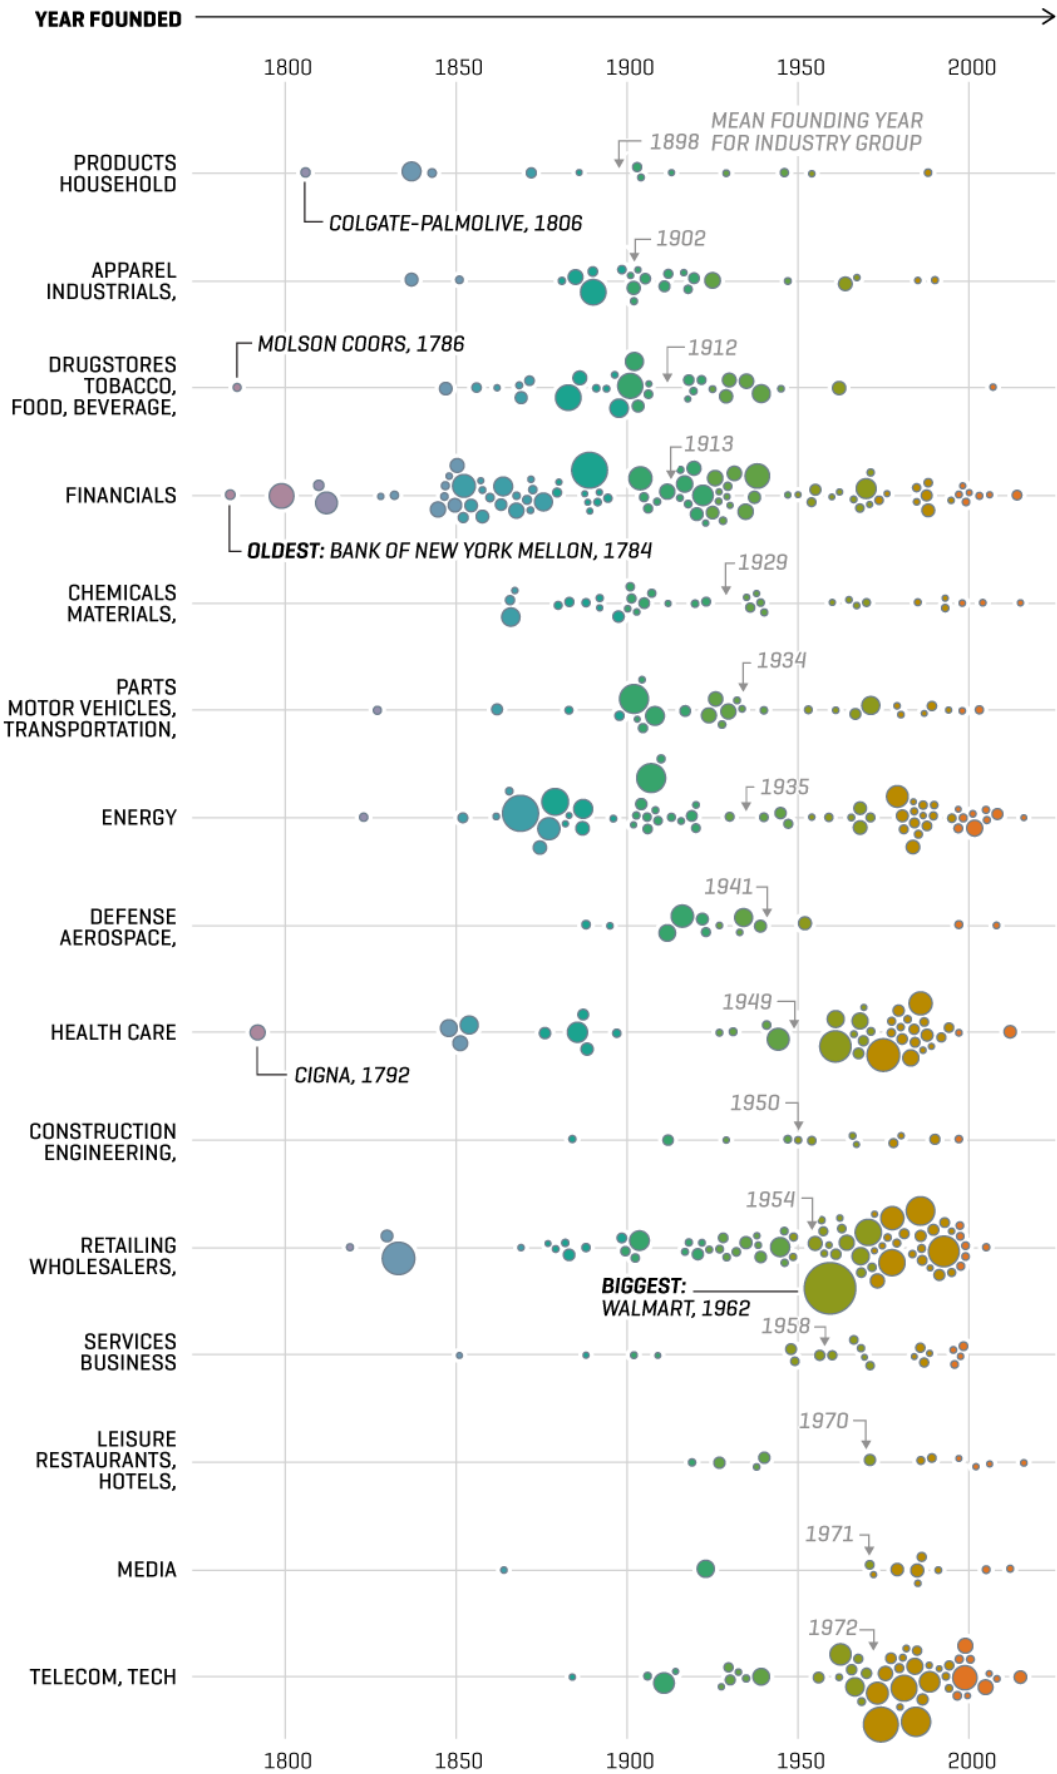 YEAR FOUNDED
1800 1850 1900 1950 2000
MEAN FOUNDING YEAR
1898 FOR INDUSTRY GROUP
PRODUCTS
HOUSEHOLD
COLGATE-PALMOLIVE, 1806
1902
APPAREL
INDUSTRIALS,
MOLSON COORS, 1786
1912
DRUGSTORES
TOBACCO,
FOOD, BEVERAGE,
1913
FINANCIALS
OLDEST: BANK OF NEW YORK MELLON, 1784
1929
CHEMICALS
MATERIALS,
1934
PARTS
MOTOR VEHICLES,
TRANSPORTATION,
1935
ENERGY
1941
DEFENSE
AEROSPACE,
1949
HEALTH CARE
CIGNA, 1792
1950
CONSTRUCTION
ENGINEERING,
1954
RETAILING
WHOLESALERS,
BIGGEST:
WALMART, 1962
1958
SERVICES
BUSINESS
1970
LEISURE
RESTAURANTS,
HOTELS,
1971
MEDIA
1972
TELECOM, TECH
1800 1850 1900 1950 2000